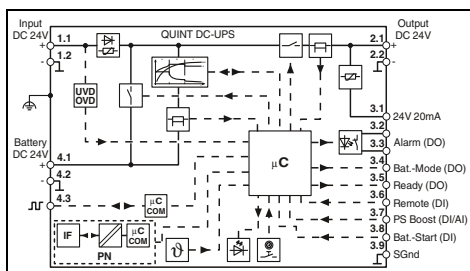 Input
DC 24V
+
1.1
1.2
-
QUINT DC-UPS
Output
DC 24V
2.1
+
2.2
-
UVD
OVD
3.1
24V 20mA
3.2
Alarm (DO)
3.3
3.4
Bat.-Mode (DO)
3.5
Ready (DO)
3.6
Remote (DI)
3.7
PS Boost (DI/AI)
3.8
Bat.-Start (DI)
3.9
SGnd
Battery
DC 24V
+
4.1
4.2
-
4.3
µC
µC
COM
IF
µC
COM
PN
ϑ